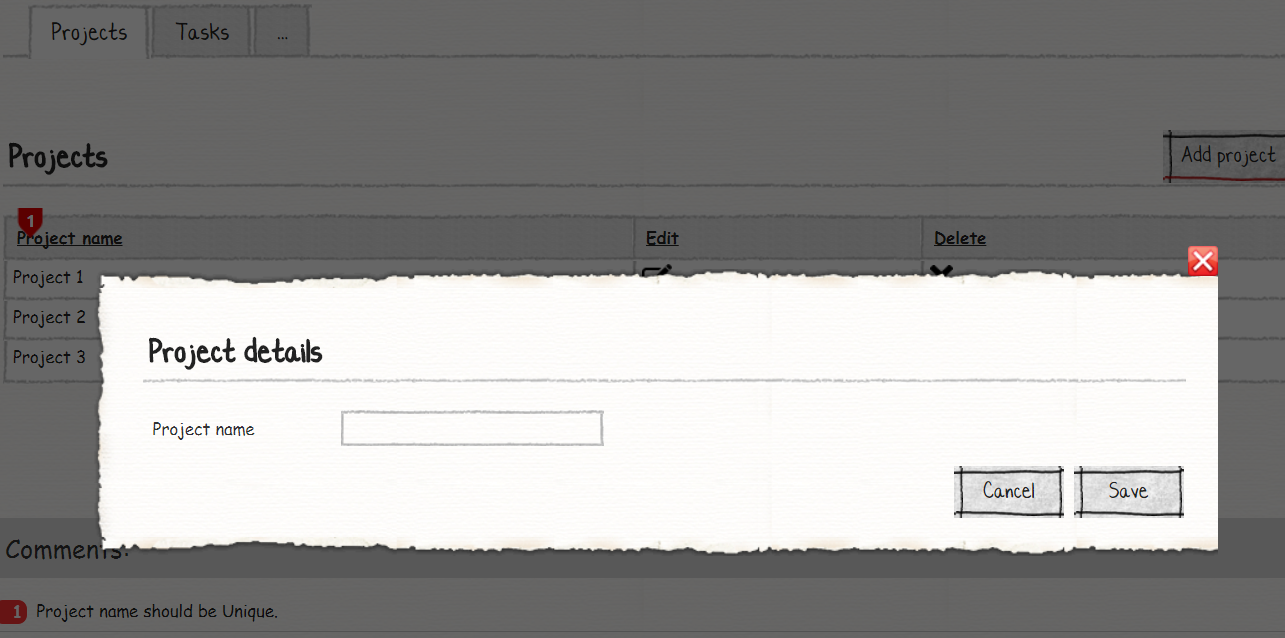 Projects Tasks ...
Projects
Add project
1
Project name Edit Delete
Project 1
Project 2
Project 3
Project details
Project name
Cancel Save
Comments:
1 Project name should be Unique.